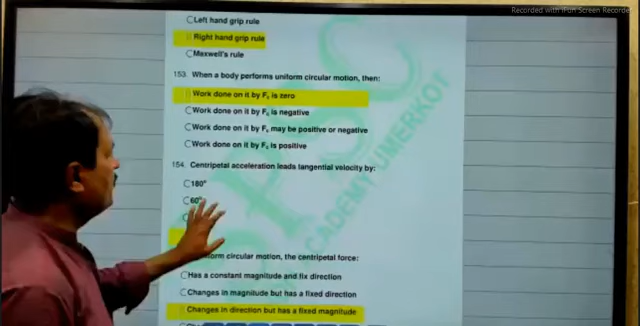 Recorded with iFun Screen Recorder
Left hand grip rule
Right hand grip rule
Maxwell's rule
153. When a body performs uniform circular motion, then:
Work done on it by Fc is zero
Work done on it by Fc is negative
Work done on it by Fc may be positive or negative
Work done on it by Fc is positive
154. Centripetal acceleration leads tangential velocity by:
180°
60°
circular motion, the centripetal force:
Has a constant magnitude and fix direction
Changes in magnitude but has a fixed direction
Changes in direction but has a fixed magnitude
CADEMY UMERKOT